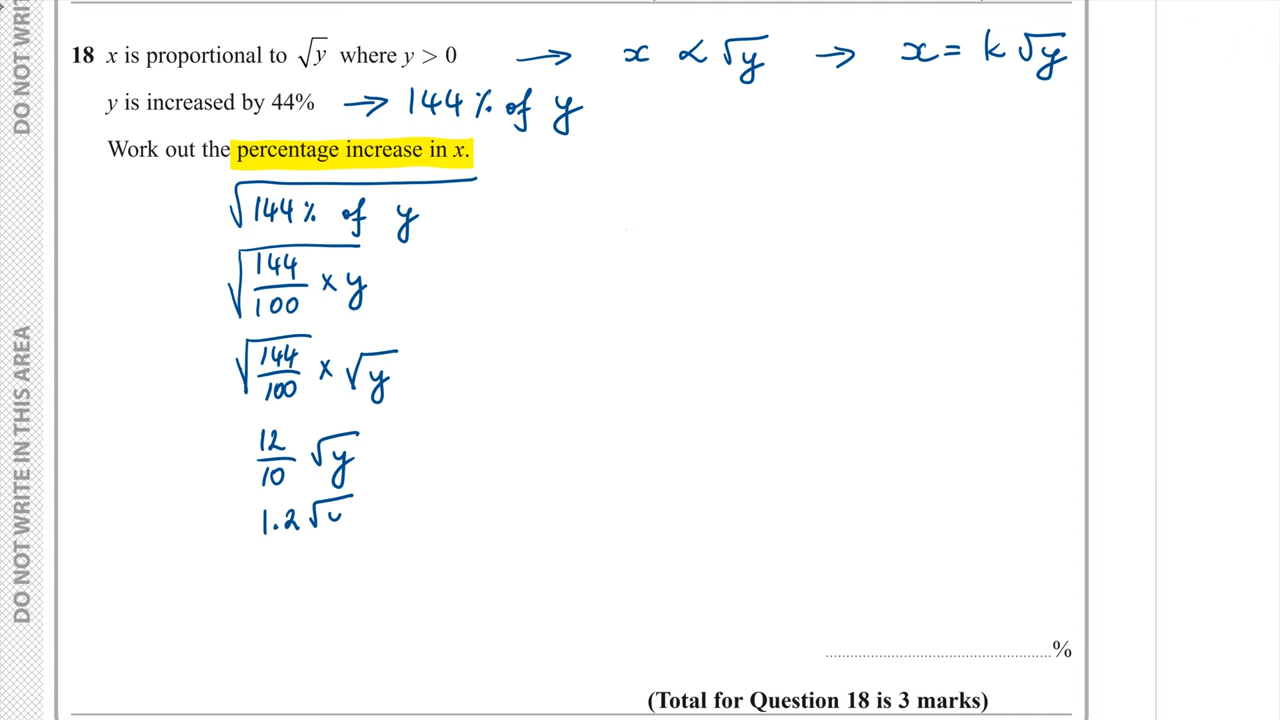 DO NOT WRIT
DO NOT WRITE IN THIS AREA
18 x is proportional to √y where y > 0 → x ∝ √y → x = k √y
y is increased by 44% → 144% of y
Work out the percentage increase in x.
√(144% of y)
√(144/100 × y)
√(144/100) × √y
12/10 √y
1.2 √
%
(Total for Question 18 is 3 marks)